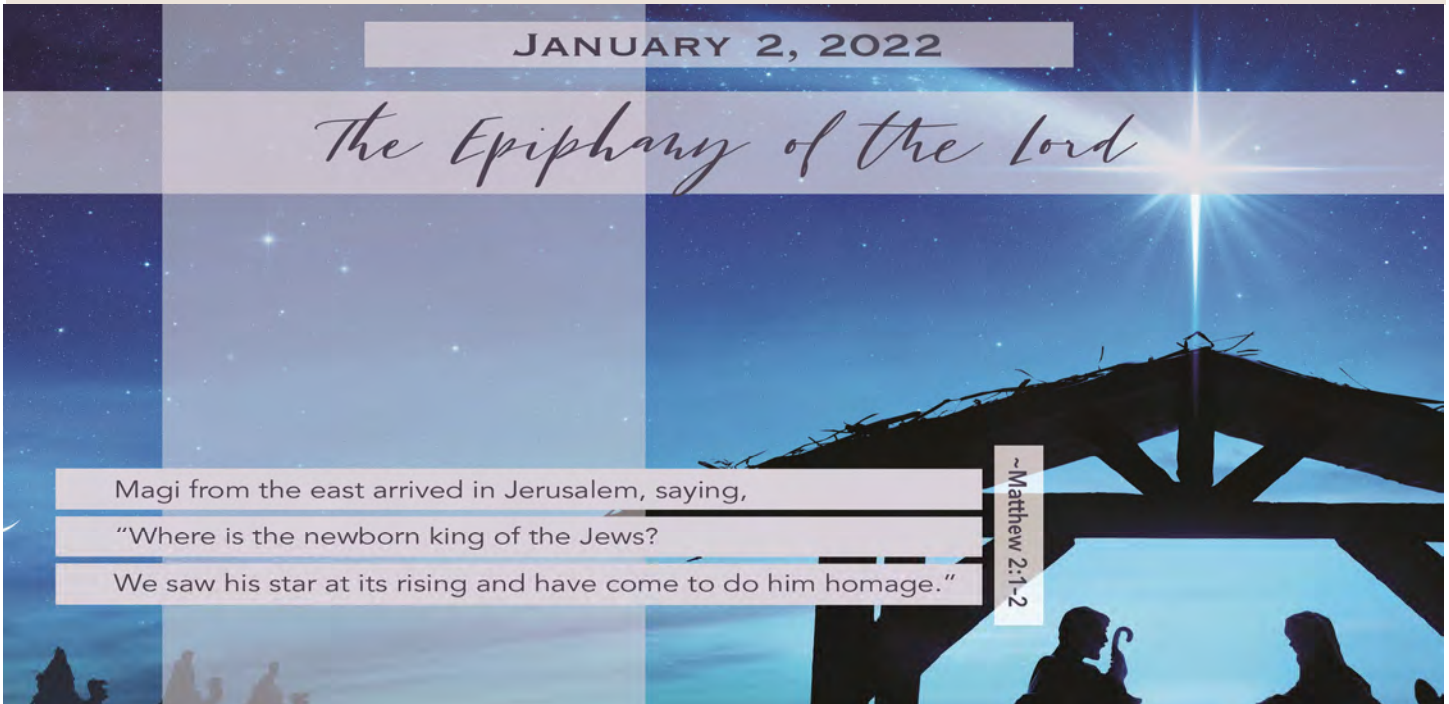 JANUARY 2, 2022
The Epiphany of the Lord
Magi from the east arrived in Jerusalem, saying,
“Where is the newborn king of the Jews?
We saw his star at its rising and have come to do him homage.”
~Matthew 2:1-2